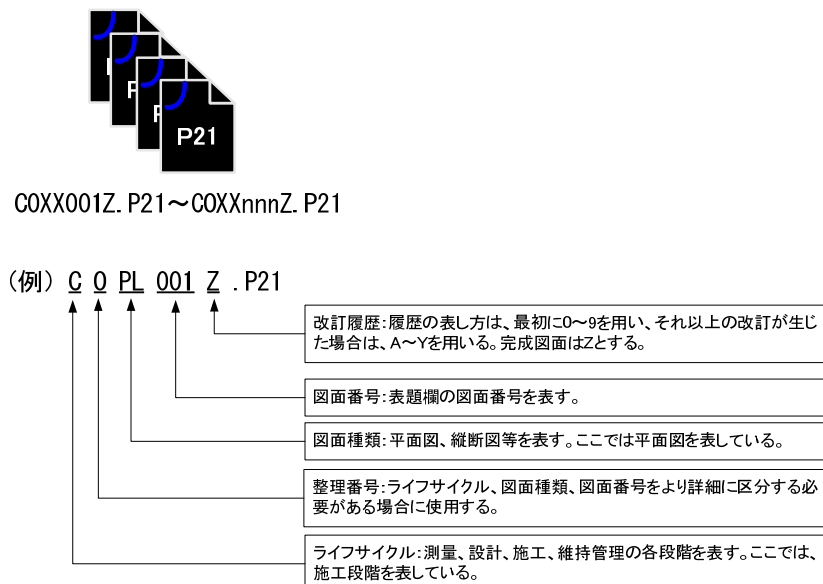 P21
C0XX001Z.P21～C0XXnnnZ.P21
(例) C 0 PL 001 Z .P21
改訂履歴:履歴の表し方は、最初に0～9を用い、それ以上の改訂が生じ
た場合は、A～Yを用いる。完成図面はZとする。
図面番号:表題欄の図面番号を表す。
図面種類:平面図、縦断図等を表す。ここでは平面図を表している。
整理番号:ライフサイクル、図面種類、図面番号をより詳細に区分する必
要がある場合に使用する。
ライフサイクル:測量、設計、施工、維持管理の各段階を表す。ここでは、
施工段階を表している。